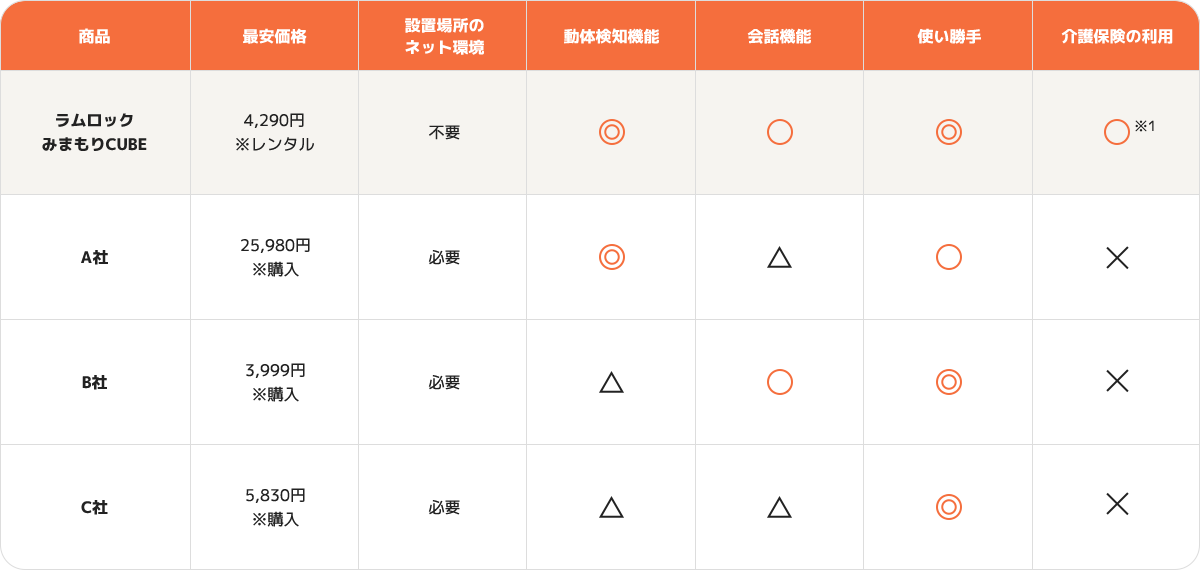 商品
最安価格
設置場所の
ネット環境
動体検知機能
会話機能
使い勝手
介護保険の利用
ラムロック
みまもりCUBE
4,290円
※レンタル
不要
◎
○
◎
○ ※1
A社
25,980円
※購入
必要
◎
△
○
×
B社
3,999円
※購入
必要
△
○
◎
×
C社
5,830円
※購入
必要
△
△
◎
×